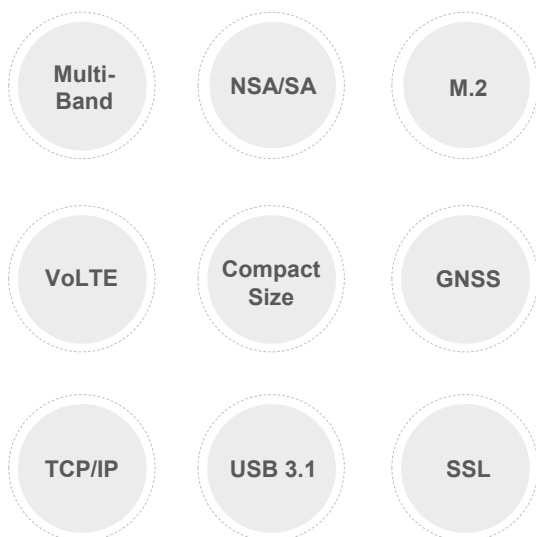 Multi-
Band
NSA/SA
M.2
VoLTE
Compact
Size
GNSS
TCP/IP
USB 3.1
SSL